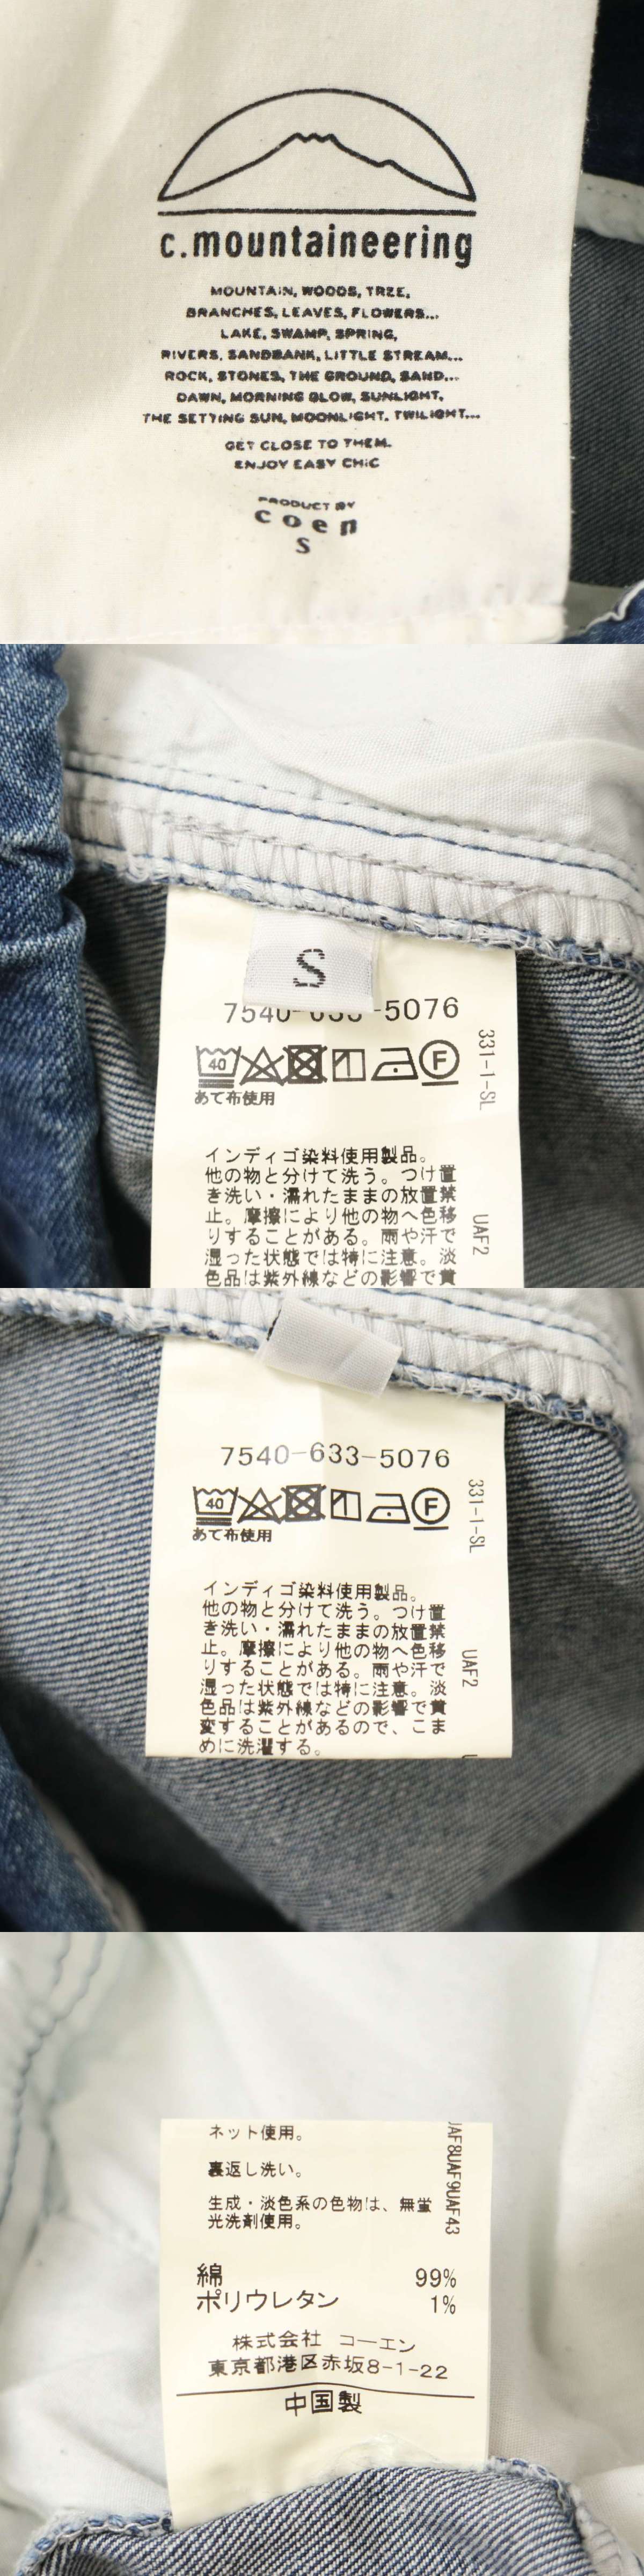 c.mountaineering
MOUNTAIN, WOODS, TREE,
BRANCHES, LEAVES, FLOWERS...
LAKE, SWAMP, SPRING,
RIVERS, SANDBANK, LITTLE STREAM...
ROCK, STONES, THE GROUND, SAND...
DAWN, MORNING GLOW, SUNLIGHT,
THE SETTING SUN, MOONLIGHT, TWILIGHT...
GET CLOSE TO THEM.
ENJOY EASY CHIC
PRODUCT BY
coen
S
S
7540-633-5076
40
F
あて布使用
331-1-SL
インディゴ染料使用製品。
他の物と分けて洗う。つけ置
き洗い・濡れたままの放置禁
止。摩擦により他の物へ色移
りすることがある。雨や汗で
湿った状態では特に注意。淡
色品は紫外線などの影響で黄
UAF2
7540-633-5076
40
F
あて布使用
331-1-SL
インディゴ染料使用製品。
他の物と分けて洗う。つけ置
き洗い・濡れたままの放置禁
止。摩擦により他の物へ色移
りすることがある。雨や汗で
湿った状態では特に注意。淡
色品は紫外線などの影響で黄
変することがあるので、こま
めに洗濯する。
UAF2
ネット使用。
裏返し洗い。
生成・淡色系の色物は、無蛍
光洗剤使用。
UAF8UAF9UAF43
綿 99%
ポリウレタン 1%
株式会社 コーエン
東京都港区赤坂8-1-22
中国製